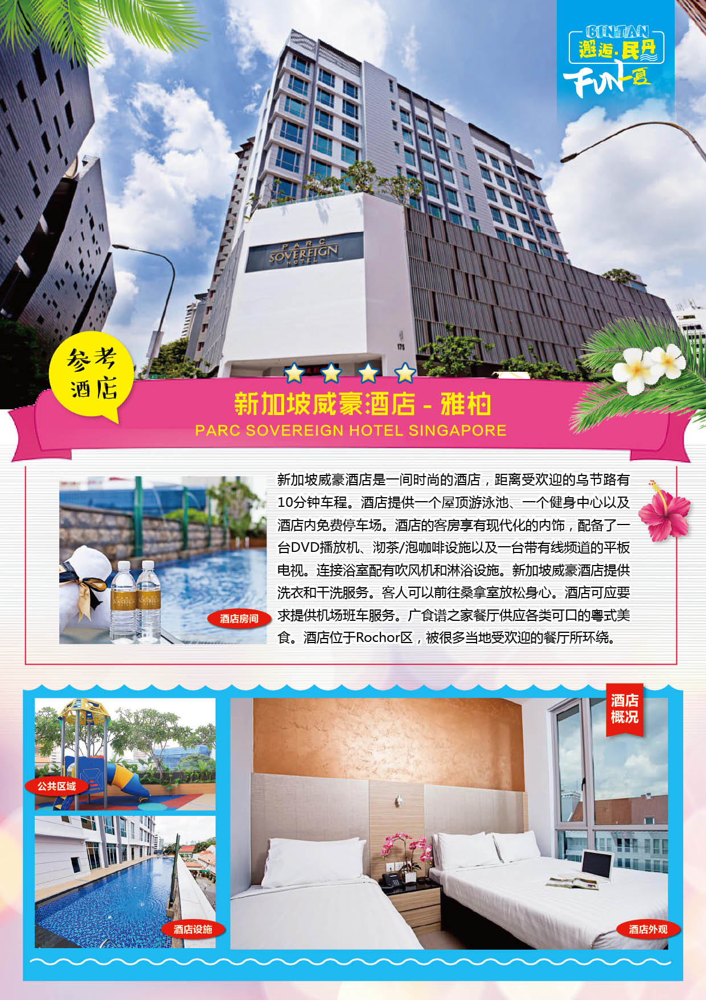 BINTAN
邂逅·民丹
FUN一夏
PARC
SOVEREIGN
HOTEL
175
参考
酒店
新加坡威豪酒店 - 雅柏
PARC SOVEREIGN HOTEL SINGAPORE
新加坡威豪酒店是一间时尚的酒店，距离受欢迎的乌节路有
10分钟车程。酒店提供一个屋顶游泳池、一个健身中心以及
酒店内免费停车场。酒店的客房享有现代化的内饰，配备了一
台DVD播放机、沏茶/泡咖啡设施以及一台带有线频道的平板
电视。连接浴室配有吹风机和淋浴设施。新加坡威豪酒店提供
洗衣和干洗服务。客人可以前往桑拿室放松身心。酒店可应要
求提供机场班车服务。广食谱之家餐厅供应各类可口的粤式美
食。酒店位于Rochor区，被很多当地受欢迎的餐厅所环绕。
PARC
SOVEREIGN
HOTEL
PARC
SOVEREIGN
HOTEL
酒店房间
酒店
概况
公共区域
酒店设施
酒店外观